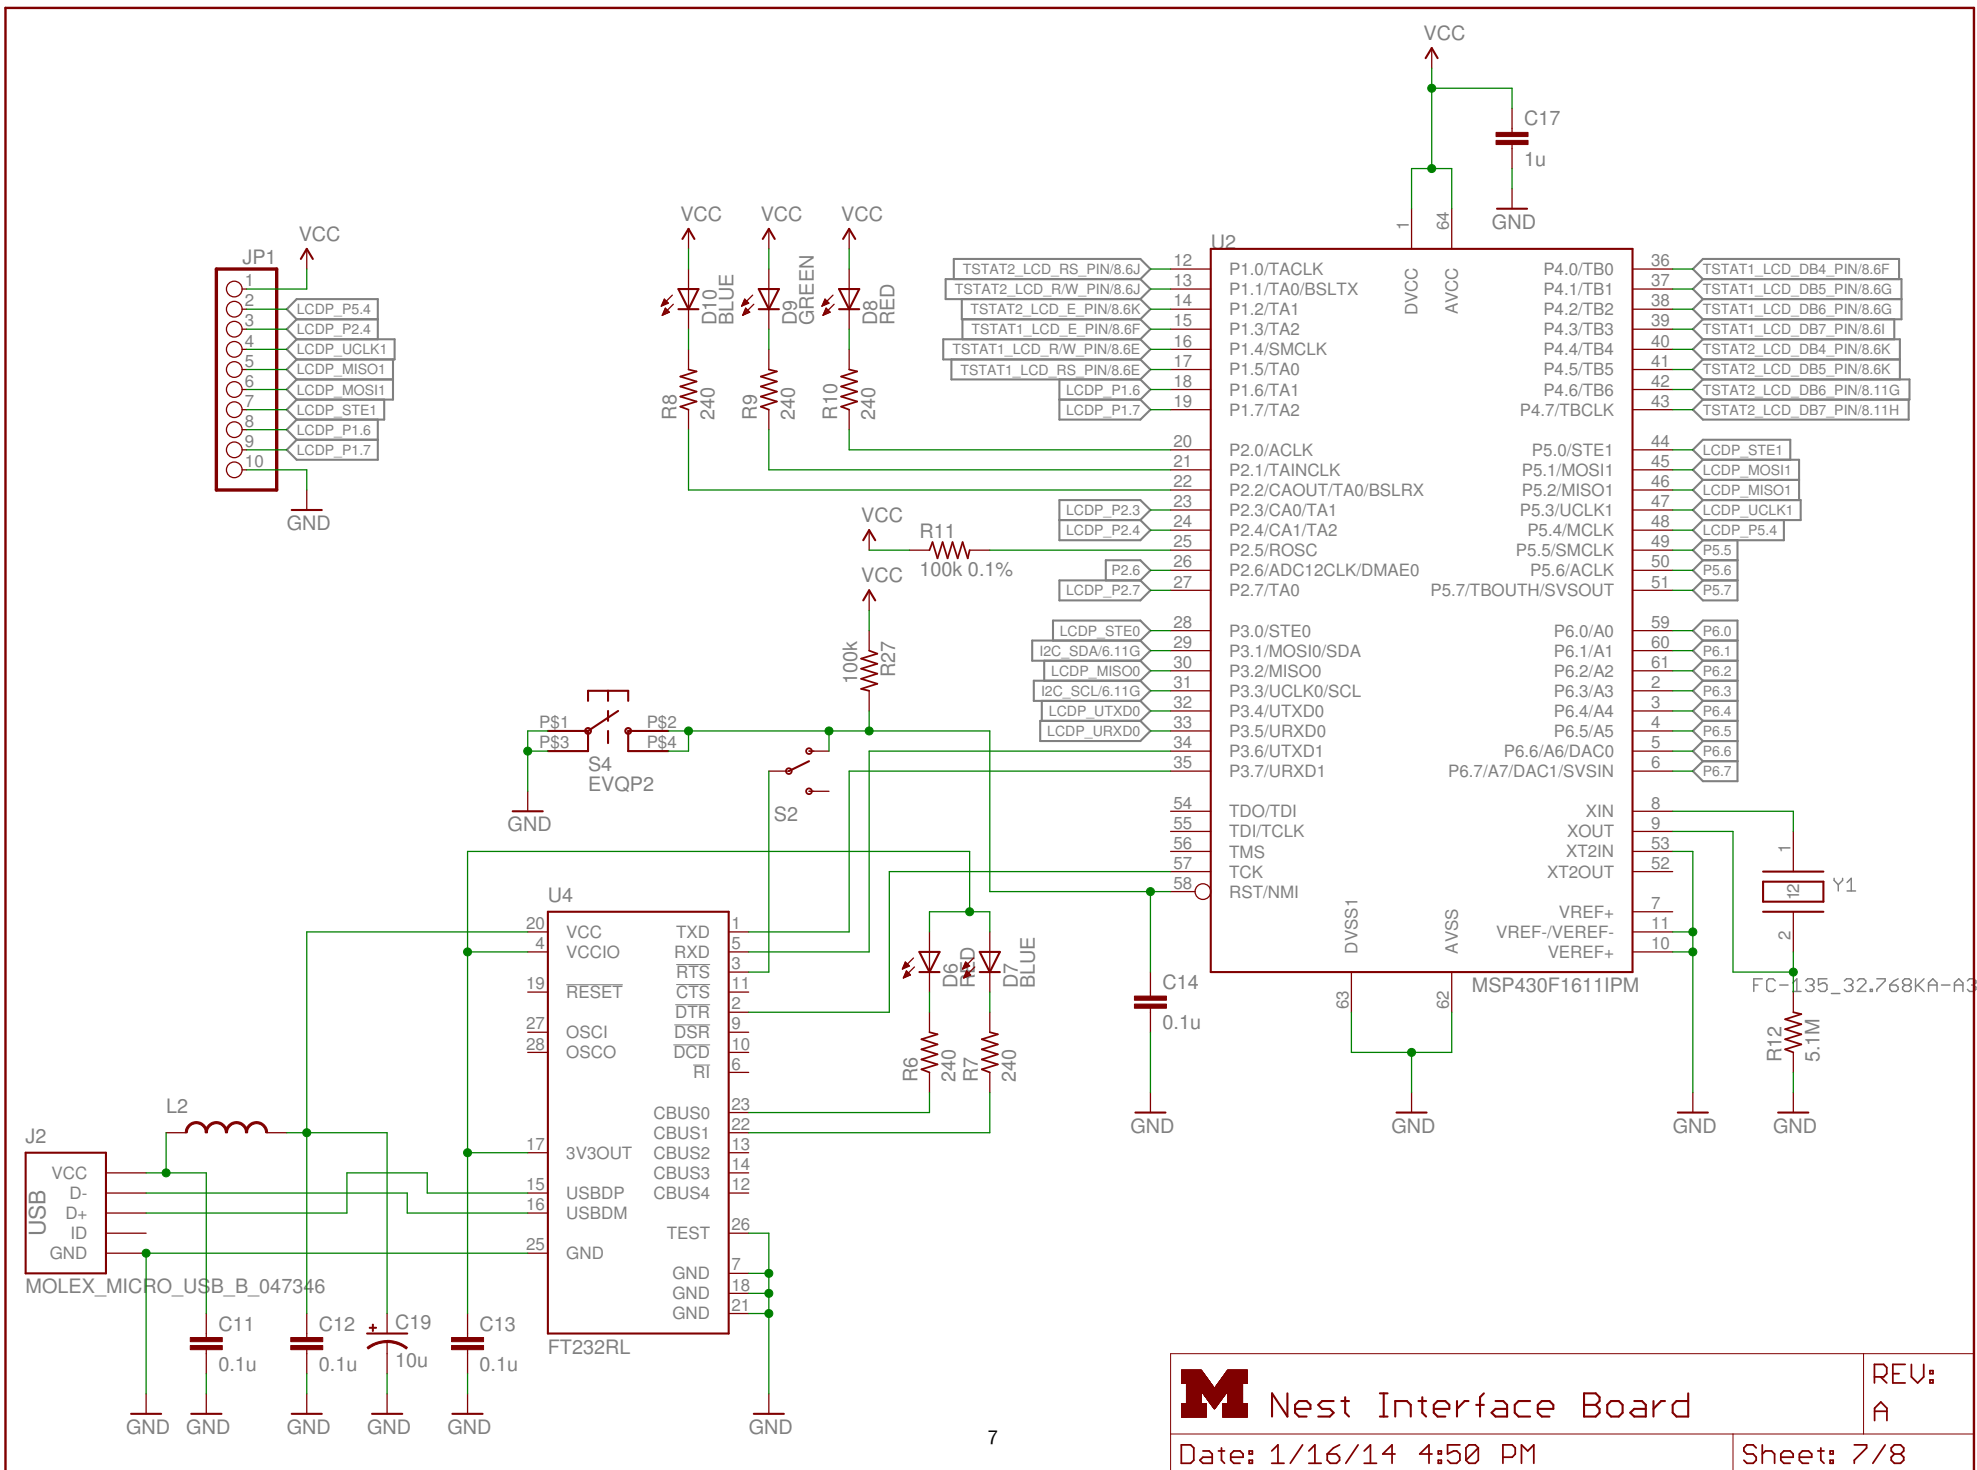 VCC
C17
1u
GND
VCC
JP1
1
2
3
4
5
6
7
8
9
10
LCDP_P5.4
LCDP_P2.4
LCDP_UCLK1
LCDP_MISO1
LCDP_MOSI1
LCDP_STE1
LCDP_P1.6
LCDP_P1.7
GND
VCC
VCC
VCC
D10
BLUE
D9
GREEN
D8
RED
R8
240
R9
240
R10
240
VCC
R11
100k 0.1%
VCC
100k
R27
P$1
P$3
P$2
P$4
S4
EVQP2
GND
S2
U2
1
64
DVCC
AVCC
TSTAT2_LCD_RS_PIN/8.6J 12 P1.0/TACLK
TSTAT2_LCD_R/W_PIN/8.6J 13 P1.1/TA0/BSLTX
TSTAT2_LCD_E_PIN/8.6K 14 P1.2/TA1
TSTAT1_LCD_E_PIN/8.6F 15 P1.3/TA2
TSTAT1_LCD_R/W_PIN/8.6E 16 P1.4/SMCLK
TSTAT1_LCD_RS_PIN/8.6E 17 P1.5/TA0
LCDP_P1.6 18 P1.6/TA1
LCDP_P1.7 19 P1.7/TA2
20 P2.0/ACLK
21 P2.1/TAINCLK
22 P2.2/CAOUT/TA0/BSLRX
LCDP_P2.3 23 P2.3/CA0/TA1
LCDP_P2.4 24 P2.4/CA1/TA2
25 P2.5/ROSC
P2.6 26 P2.6/ADC12CLK/DMAE0
LCDP_P2.7 27 P2.7/TA0
LCDP_STE0 28 P3.0/STE0
I2C_SDA/6.11G 29 P3.1/MOSI0/SDA
LCDP_MISO0 30 P3.2/MISO0
I2C_SCL/6.11G 31 P3.3/UCLK0/SCL
LCDP_UTXD0 32 P3.4/UTXD0
LCDP_URXD0 33 P3.5/URXD0
34 P3.6/UTXD1
35 P3.7/URXD1
54 TDO/TDI
55 TDI/TCLK
56 TMS
57 TCK
58 RST/NMI
P4.0/TB0 36 TSTAT1_LCD_DB4_PIN/8.6F
P4.1/TB1 37 TSTAT1_LCD_DB5_PIN/8.6G
P4.2/TB2 38 TSTAT1_LCD_DB6_PIN/8.6G
P4.3/TB3 39 TSTAT1_LCD_DB7_PIN/8.6I
P4.4/TB4 40 TSTAT2_LCD_DB4_PIN/8.6K
P4.5/TB5 41 TSTAT2_LCD_DB5_PIN/8.6K
P4.6/TB6 42 TSTAT2_LCD_DB6_PIN/8.11G
P4.7/TBCLK 43 TSTAT2_LCD_DB7_PIN/8.11H
P5.0/STE1 44 LCDP_STE1
P5.1/MOSI1 45 LCDP_MOSI1
P5.2/MISO1 46 LCDP_MISO1
P5.3/UCLK1 47 LCDP_UCLK1
P5.4/MCLK 48 LCDP_P5.4
P5.5/SMCLK 49 P5.5
P5.6/ACLK 50 P5.6
P5.7/TBOUTH/SVSOUT 51 P5.7
P6.0/A0 59 P6.0
P6.1/A1 60 P6.1
P6.2/A2 61 P6.2
P6.3/A3 2 P6.3
P6.4/A4 3 P6.4
P6.5/A5 4 P6.5
P6.6/A6/DAC0 5 P6.6
P6.7/A7/DAC1/SVSIN 6 P6.7
XIN 8
XOUT 9
XT2IN 53
XT2OUT 52
VREF+ 7
VREF-/VEREF- 11
VEREF+ 10
DVSS1
AVSS
63
62
MSP430F1611IPM
GND
1
12
Y1
2
FC-135_32.768KA-A3
R12
5.1M
GND
GND
C14
0.1u
GND
U4
20 VCC
4 VCCIO
19 RESET
27 OSCI
28 OSCO
17 3V3OUT
15 USBDP
16 USBDM
25 GND
TXD 1
RXD 5
RTS 3
CTS 11
DTR 2
DSR 9
DCD 10
RI 6
CBUS0 23
CBUS1 22
CBUS2 13
CBUS3 14
CBUS4 12
TEST 26
GND 7
GND 18
GND 21
FT232RL
D6
RED
D7
BLUE
R6
240
R7
240
L2
J2
USB
VCC
D-
D+
ID
GND
MOLEX_MICRO_USB_B_047346
C11
0.1u
C12
0.1u
C19
+
10u
C13
0.1u
GND
GND
GND
GND
GND
GND
7
M Nest Interface Board
REV:
A
Date: 1/16/14 4:50 PM
Sheet: 7/8